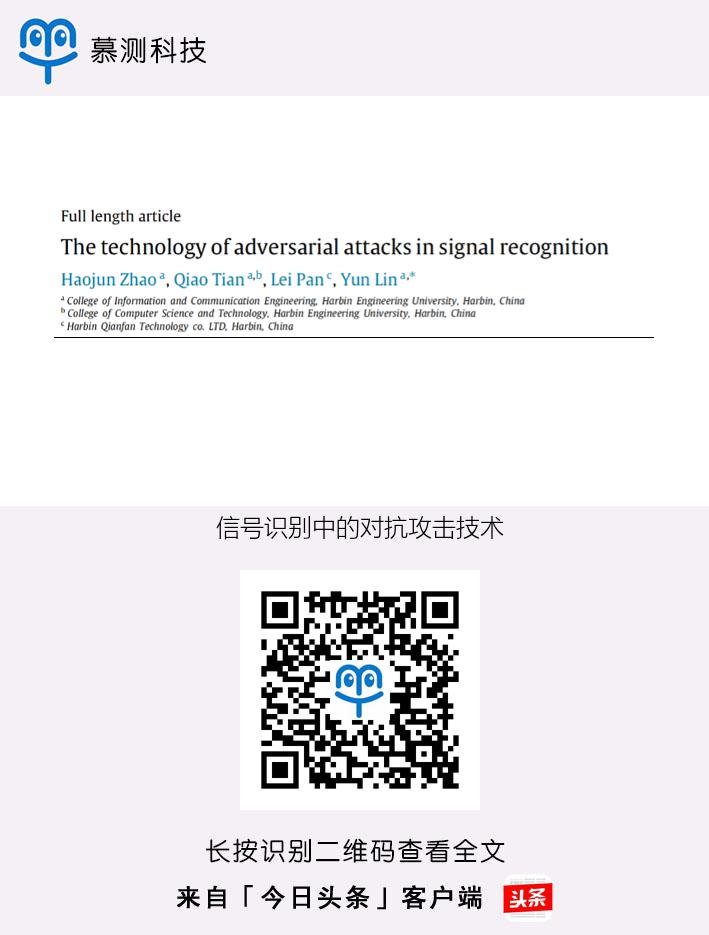 慕测科技
Full length article
The technology of adversarial attacks in signal recognition
Haojun Zhao a, Qiao Tian a,b, Lei Pan c, Yun Lin a,*
a College of Information and Communication Engineering, Harbin Engineering University, Harbin, China
b College of Computer Science and Technology, Harbin Engineering University, Harbin, China
c Harbin Qianfan Technology co. LTD, Harbin, China
信号识别中的对抗攻击技术
长按识别二维码查看全文
来自「今日头条」客户端 头条